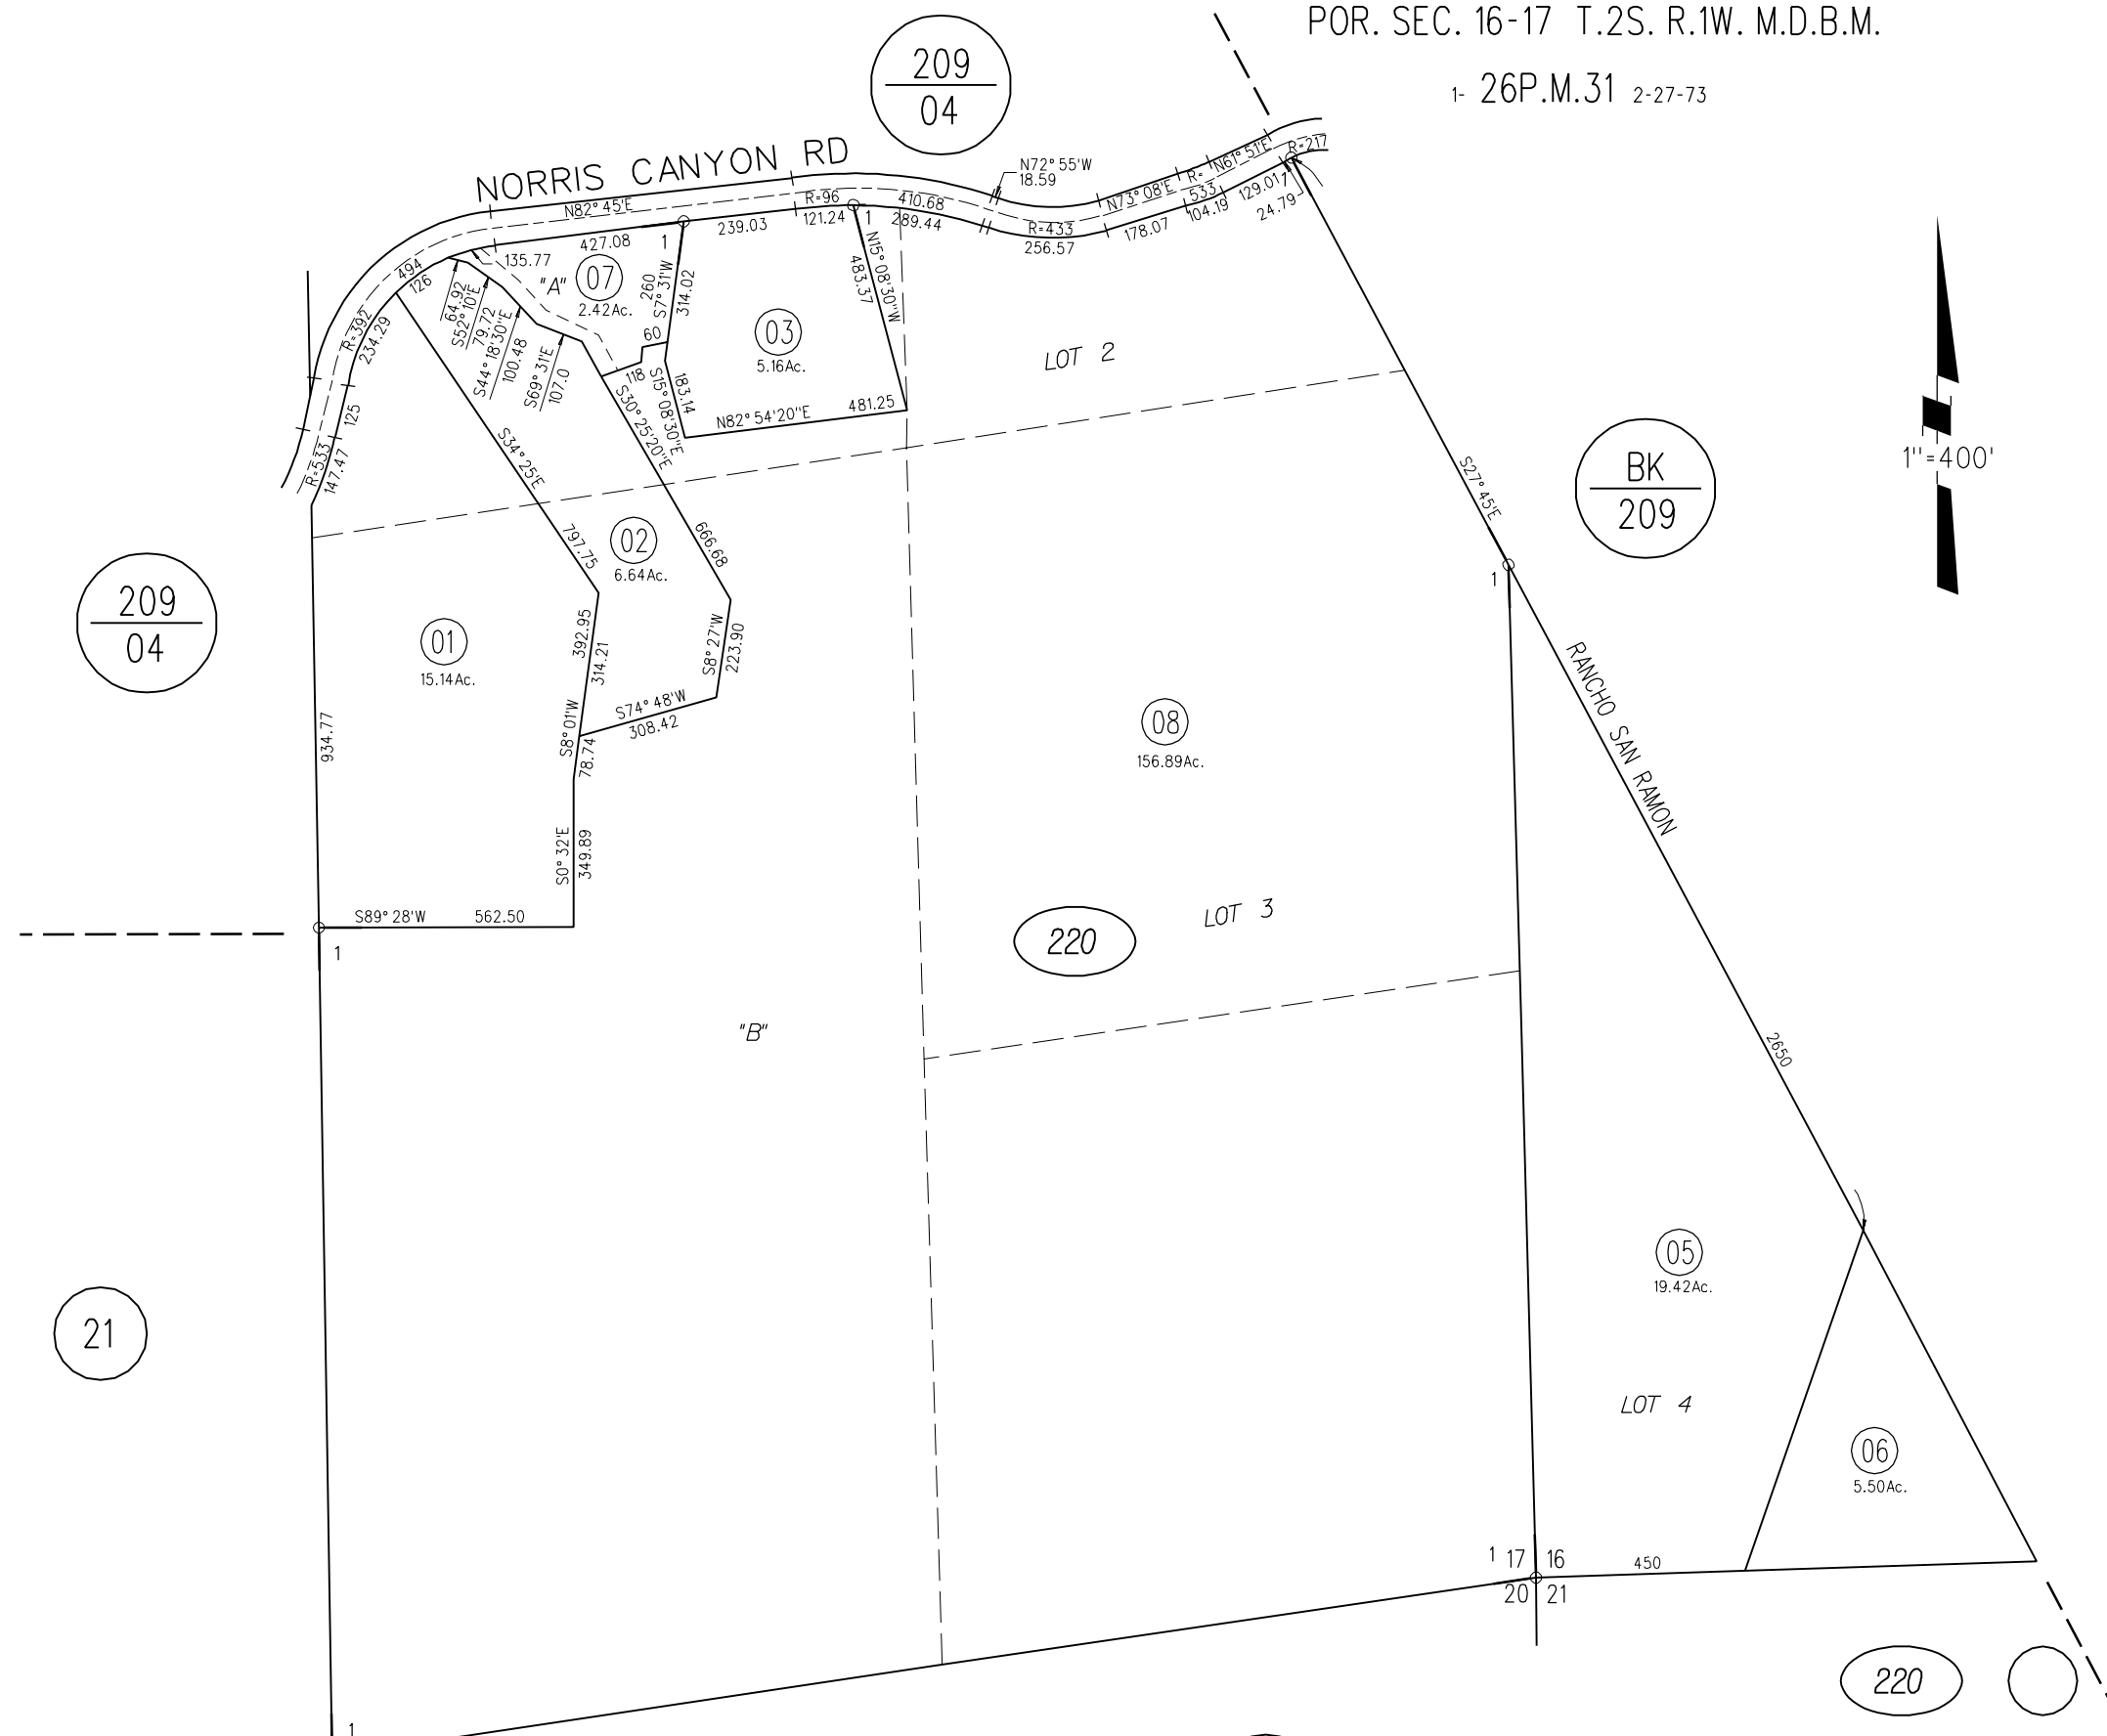 POR. SEC. 16-17 T.2S. R.1W. M.D.B.M.
1- 26P.M.31 2-27-73
209
04
NORRIS CANYON RD
N82°45'E
R=96
410.68
N72°55'W
18.59
N73°08'E
R=
533
N61°51'E
R=217
427.08
1
239.03
121.24
1
289.44
R=433
256.57
178.07
104.19
129.01
24.79
1
494
126
135.77
"A"
07
2.42Ac.
260
S7°31'W
314.02
483.37
N15°08'30"W
64.92
S52°10'E
79.72
S44°18'30"E
100.48
S69°31'E
107.0
R=392
234.29
125
R=533
147.47
60
118
03
5.16Ac.
LOT 2
S15°08'30"E
183.14
S30°25'20"E
N82°54'20"E
481.25
S34°25'E
797.75
666.68
S27°45'E
1
BK
209
1"=400'
02
6.64Ac.
209
04
01
15.14Ac.
392.95
314.21
S8°27'W
223.90
S8°01'W
78.74
S74°48'W
308.42
934.77
08
156.89Ac.
RANCHO SAN RAMON
S0°32'E
349.89
S89°28'W
562.50
1
LOT 3
220
"B"
2650
05
19.42Ac.
21
LOT 4
06
5.50Ac.
1 17 16
450
20 21
220
1